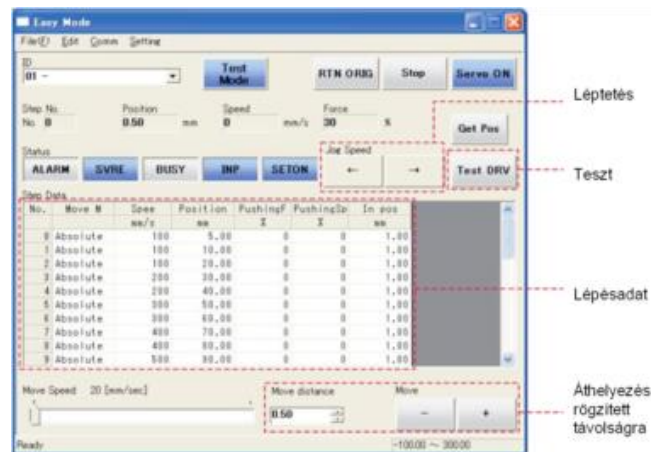 Easy Mode
File(F) Edit Comm Setting
ID
01 -
Test Mode
RTN ORIG
Stop
Servo ON
Step No. Position Speed Force
No. 0 0.50 mm 0 mm/s 30 %
Get Pos
Status
Jog Speed
ALARM SVRE BUSY INP SETON ← → Test DRV
Step Data
No. Move M Spee Position PushingF PushingSp In pos
mm/s mm % % mm
0 Absolute 100 5.00 0 0 1.00
1 Absolute 100 10.00 0 0 1.00
2 Absolute 100 20.00 0 0 1.00
3 Absolute 200 30.00 0 0 1.00
4 Absolute 200 40.00 0 0 1.00
5 Absolute 300 50.00 0 0 1.00
6 Absolute 300 60.00 0 0 1.00
7 Absolute 400 70.00 0 0 1.00
8 Absolute 400 80.00 0 0 1.00
9 Absolute 500 90.00 0 0 1.00
Move Speed 20 [mm/sec]
Move distance
Move
0.50
- +
Ready
-100.00 ~ 300.00
Léptetés
Teszt
Lépésadat
Áthelyezés
rögzített
távolságra